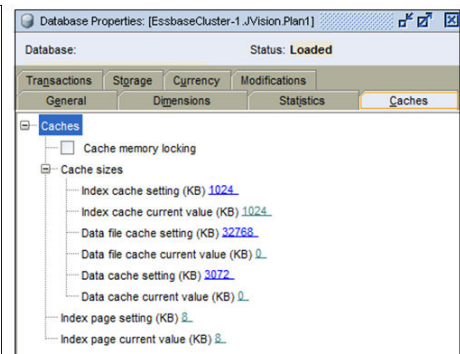 Database Properties: [EssbaseCluster-1.JVision.Plan1]
Database: Status: Loaded
Transactions Storage Currency Modifications
General Dimensions Statistics Caches
Caches
Cache memory locking
Cache sizes
Index cache setting (KB) 1024
Index cache current value (KB) 1024
Data file cache setting (KB) 32768
Data file cache current value (KB) 0
Data cache setting (KB) 3072
Data cache current value (KB) 0
Index page setting (KB) 8
Index page current value (KB) 8